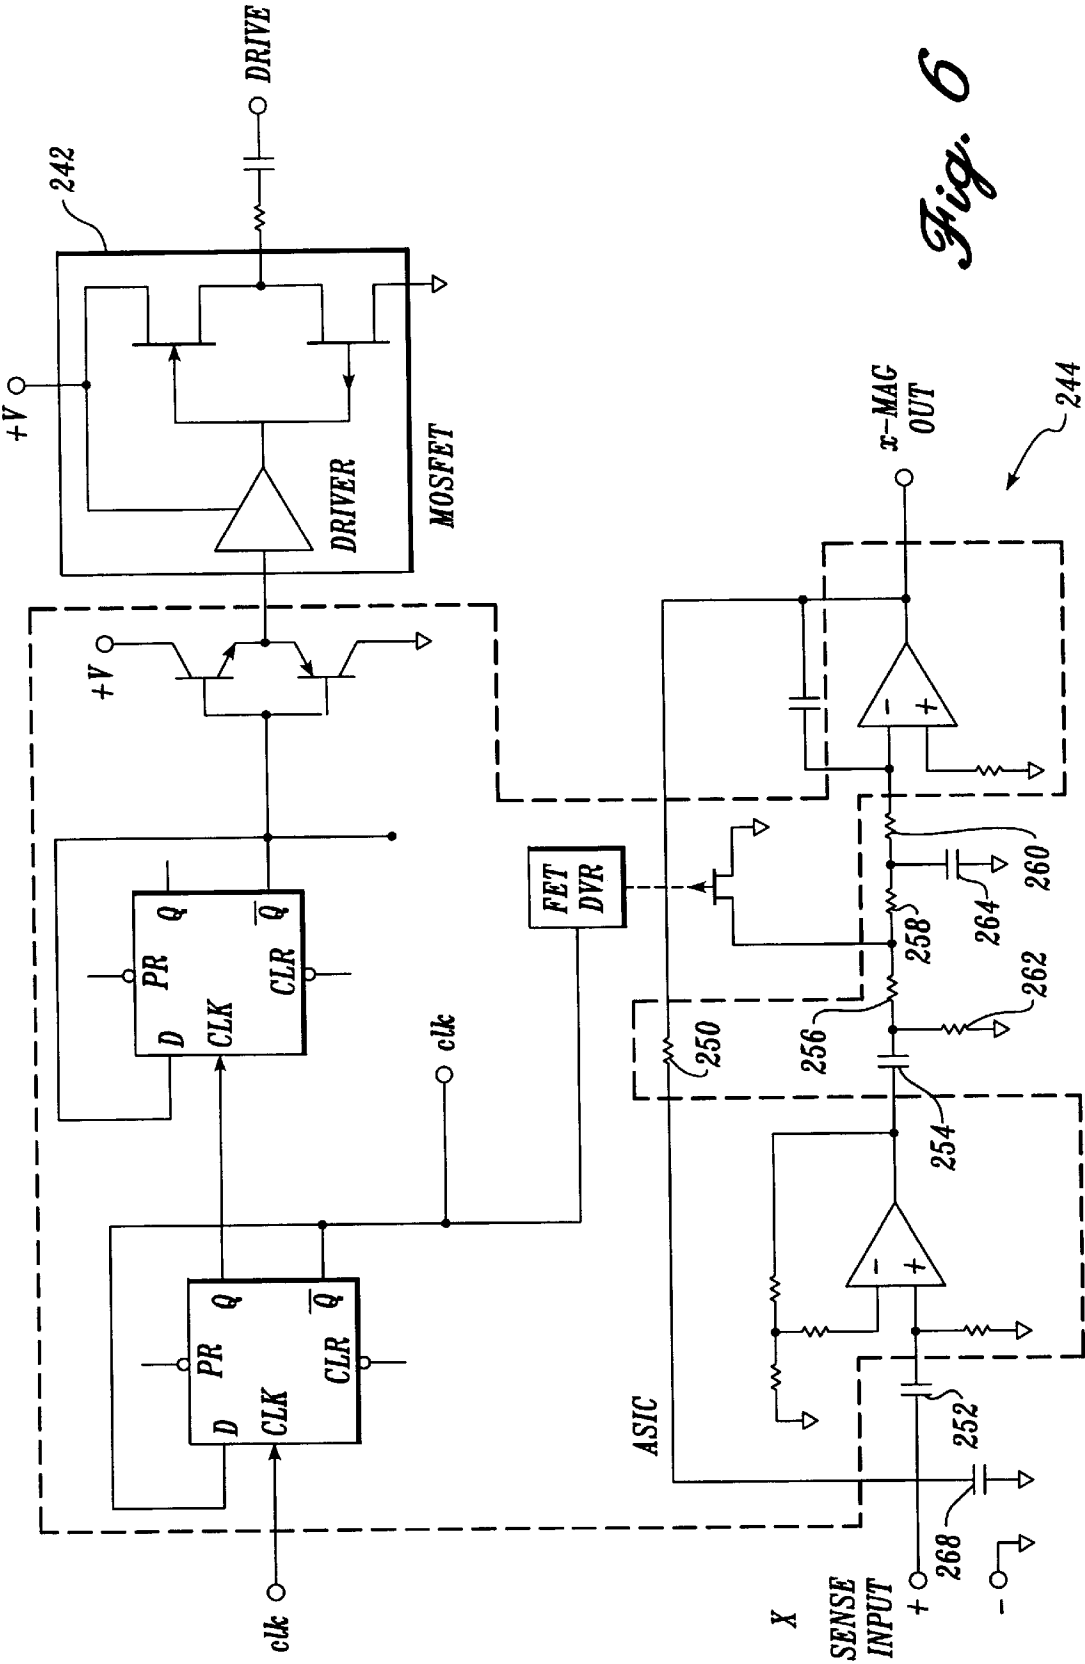 242
+V
DRIVE
DRIVER
MOSFET
+V
PR
Q
D
CLK
Q
CLR
clk
PR
Q
D
CLK
Q
CLR
clk
FET
DVR
ASIC
250
x-MAG
OUT
244
-
+
260
264
258
262
256
254
-
+
252
268
X
SENSE
INPUT
+
-
Fig. 6